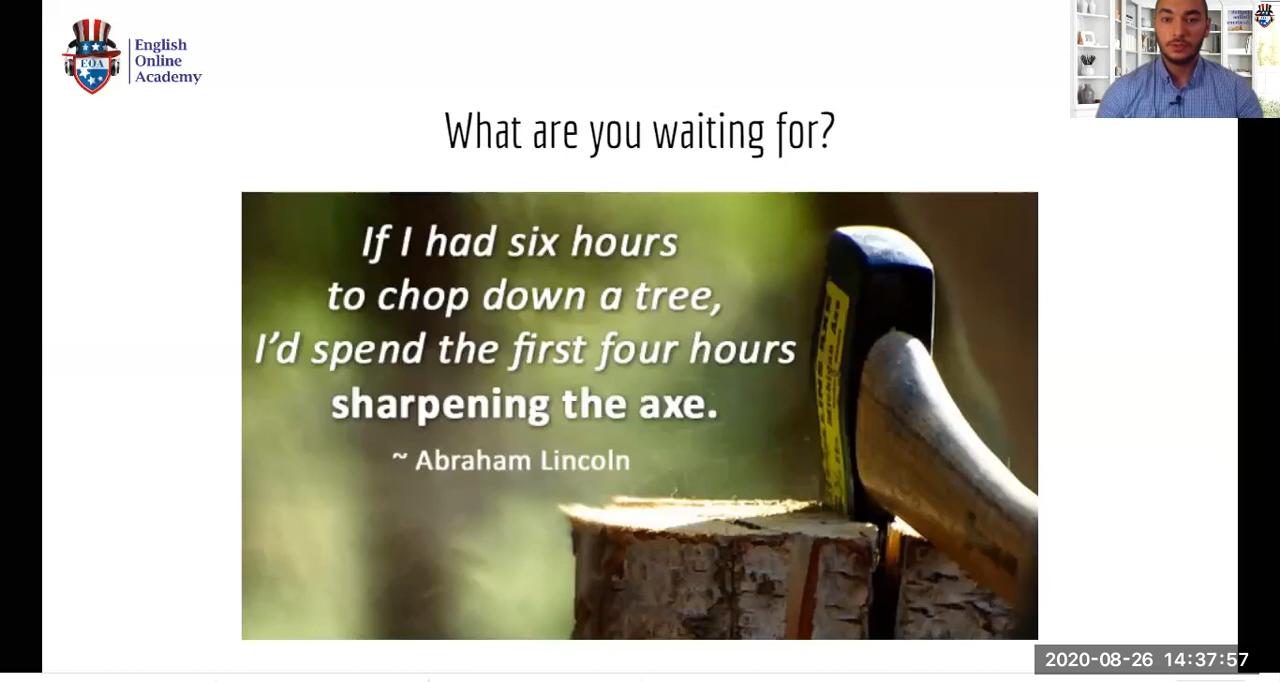 English
Online
Academy
EOA
What are you waiting for?
If I had six hours
to chop down a tree,
I'd spend the first four hours
sharpening the axe.
~ Abraham Lincoln
2020-08-26 14:37:57